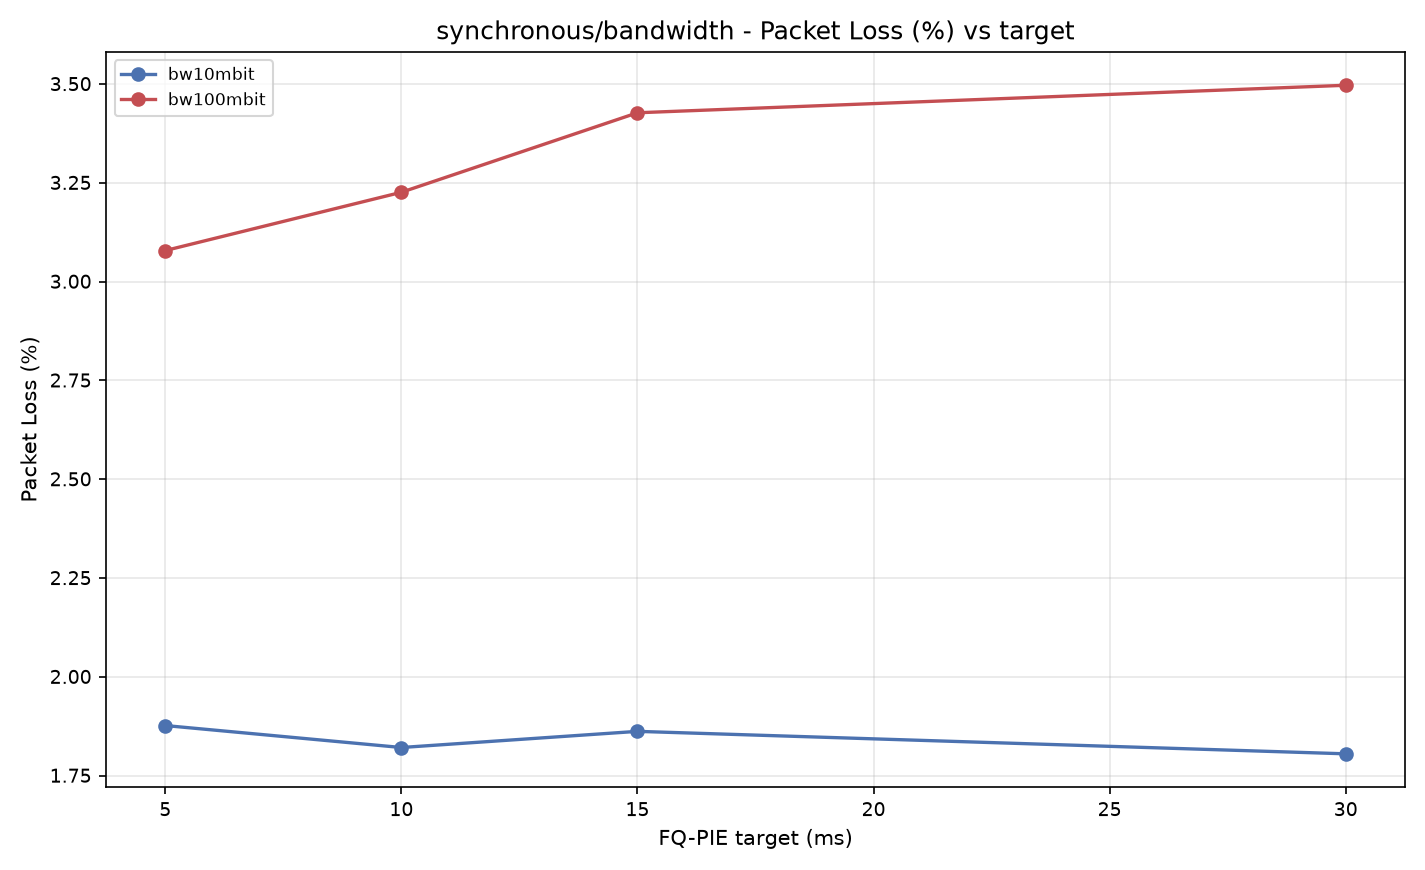 synchronous/bandwidth - Packet Loss (%) vs target
bw10mbit
bw100mbit
3.50
3.25
3.00
2.75
2.50
2.25
2.00
1.75
Packet Loss (%)
5 10 15 20 25 30
FQ-PIE target (ms)